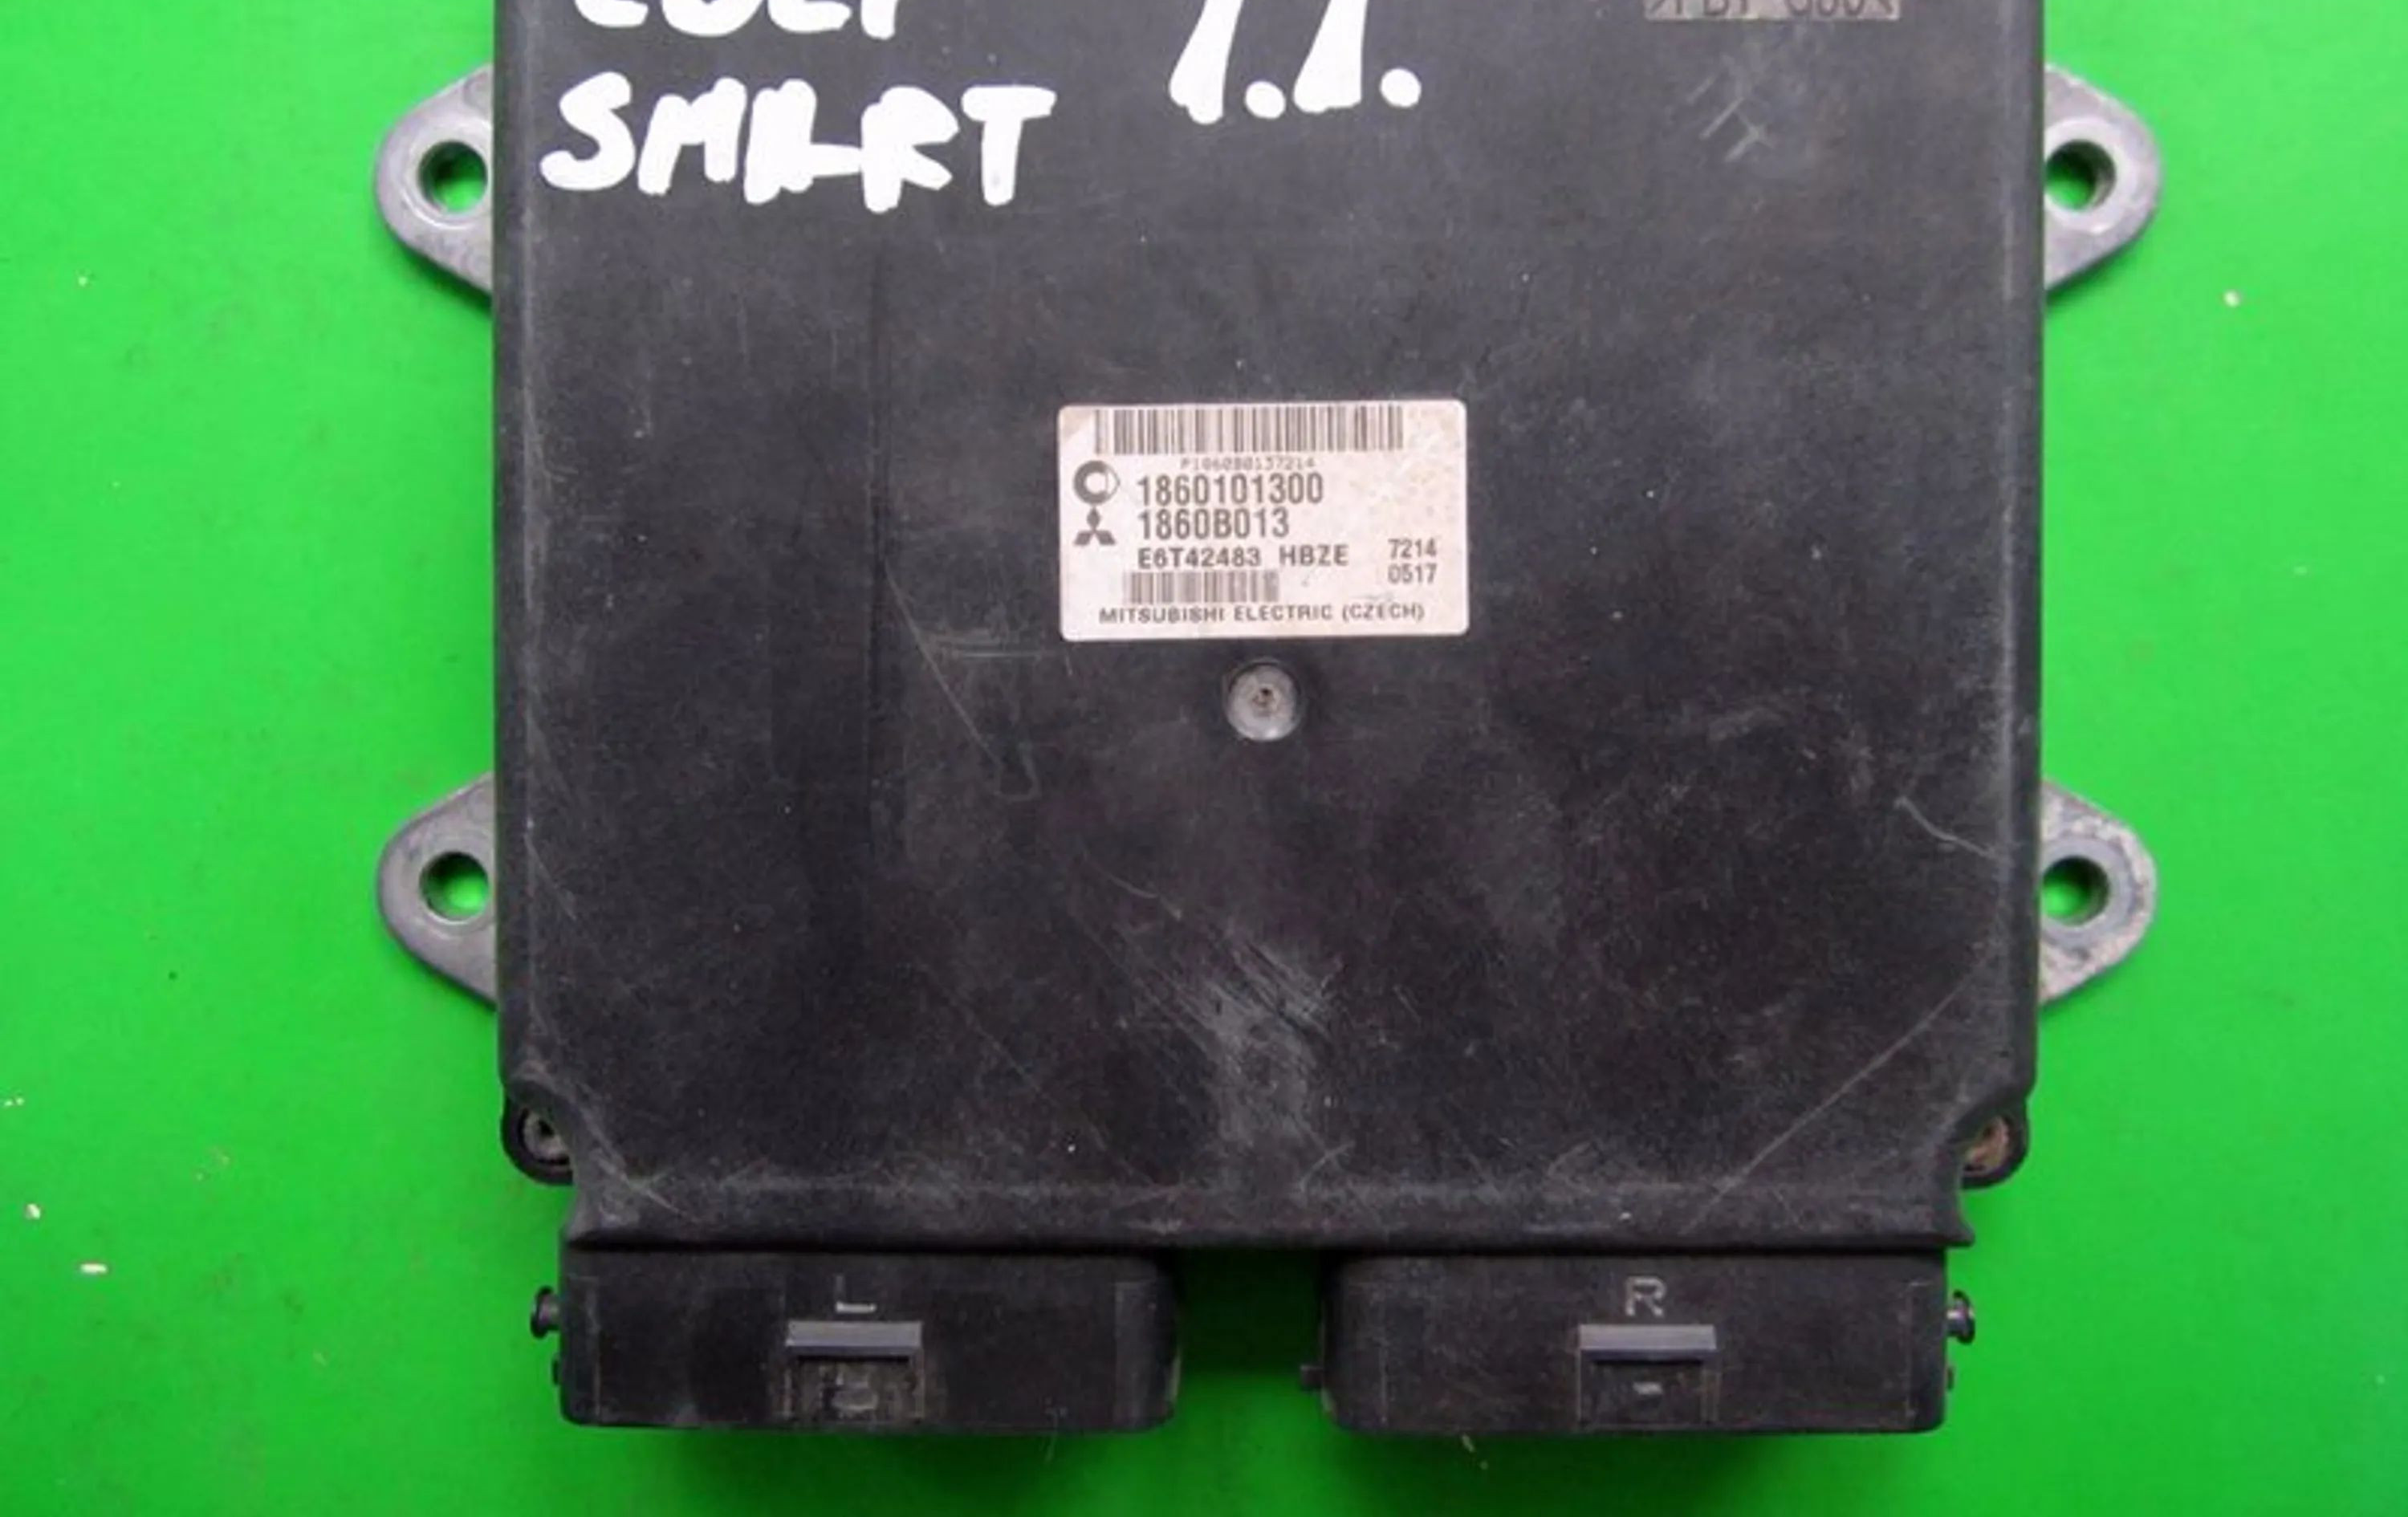 SMART
1.1.
P1860B0137214
1860101300
1860B013
E6T42483 HBZE 7214
0517
MITSUBISHI ELECTRIC (CZECH)
L
R